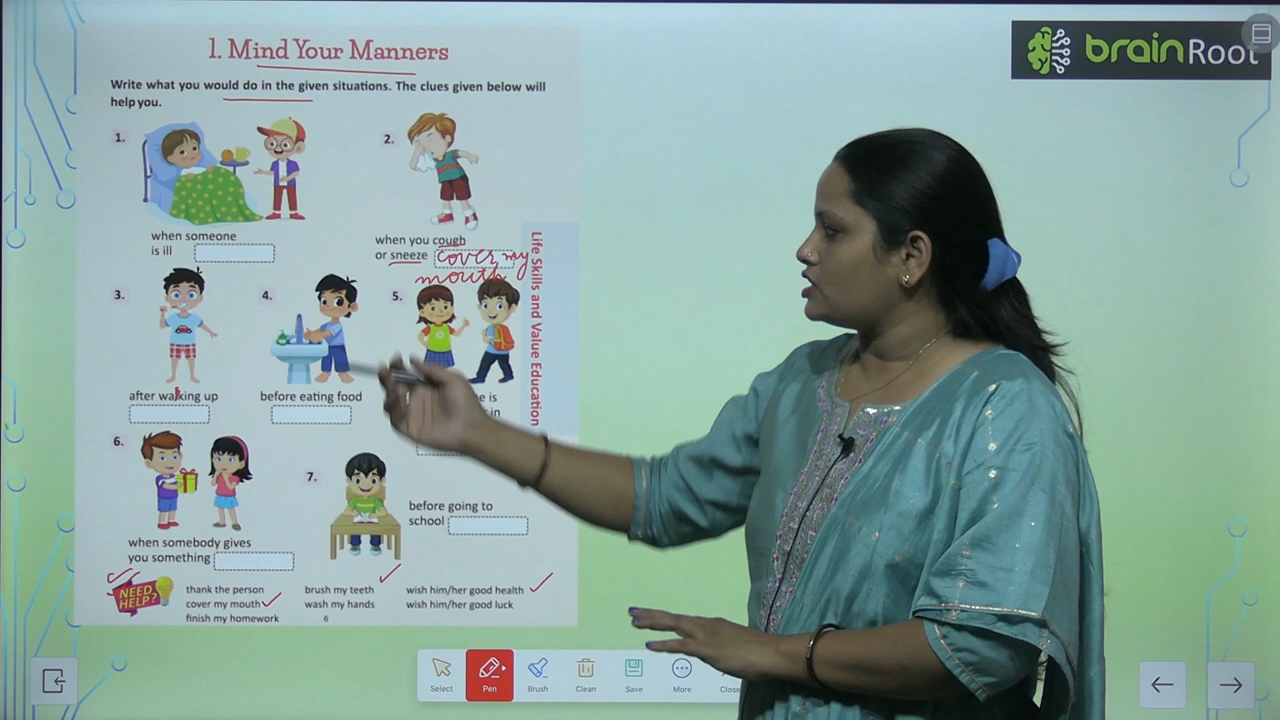 1. Mind Your Manners
brainRoot
Write what you would do in the given situations. The clues given below will
help you.
1.
2.
when someone
is ill
when you cough
or sneeze cover my
mouth
Life Skills and Value Education
3.
4.
5.
after waking up
before eating food
e is
in
6.
7.
before going to
school
when somebody gives
you something
NEED HELP?
thank the person
cover my mouth
finish my homework
brush my teeth
wash my hands
wish him/her good health
wish him/her good luck
6
Select
Pen
Brush
Clean
Save
More
Close